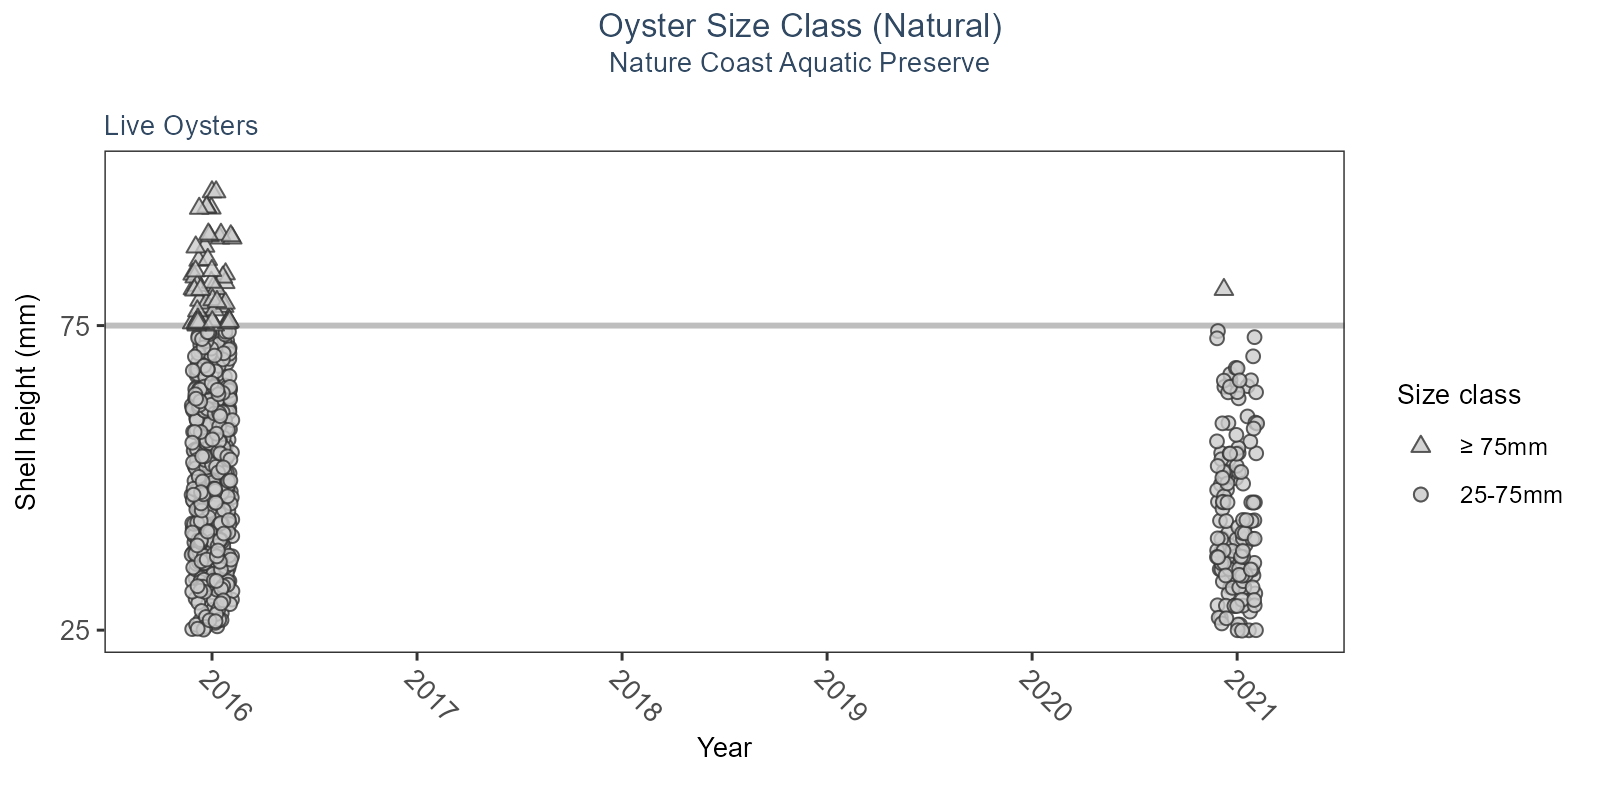 Oyster Size Class (Natural)
Nature Coast Aquatic Preserve
Live Oysters
Shell height (mm)
75
25
2016
2017
2018
2019
2020
2021
Year
Size class
≥ 75mm
25-75mm